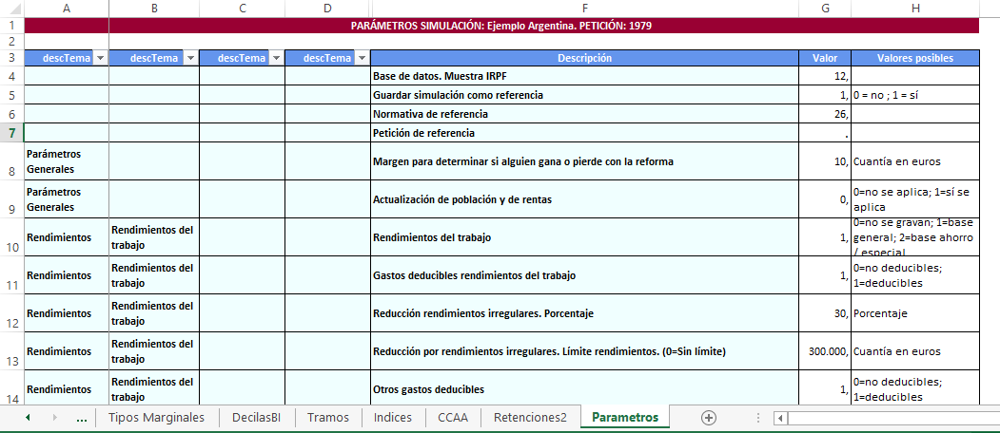 A B C D F G H
1 PARÁMETROS SIMULACIÓN: Ejemplo Argentina. PETICIÓN: 1979
2
3 descTema descTema descTema descTema Descripción Valor Valores posibles
4 Base de datos. Muestra IRPF 12,
5 Guardar simulación como referencia 1, 0 = no ; 1 = sí
6 Normativa de referencia 26,
7 Petición de referencia .
Parámetros
8 Generales Margen para determinar si alguien gana o pierde con la reforma 10, Cuantía en euros
Parámetros 0=no se aplica; 1=sí se
9 Generales Actualización de población y de rentas 0, aplica
Rendimientos del 0=no se gravan; 1=base
10 Rendimientos trabajo Rendimientos del trabajo 1, general; 2=base ahorro
/ especial
Rendimientos del 0=no deducibles;
11 Rendimientos trabajo Gastos deducibles rendimientos del trabajo 1, 1=deducibles
Rendimientos del
12 Rendimientos trabajo Reducción rendimientos irregulares. Porcentaje 30, Porcentaje
Rendimientos del
13 Rendimientos trabajo Reducción por rendimientos irregulares. Límite rendimientos. (0=Sin límite) 300.000, Cuantía en euros
Rendimientos del 0=no deducibles;
14 Rendimientos trabajo Otros gastos deducibles 1, 1=deducibles
... Tipos Marginales DecilasBI Tramos Indices CCAA Retenciones2 Parametros